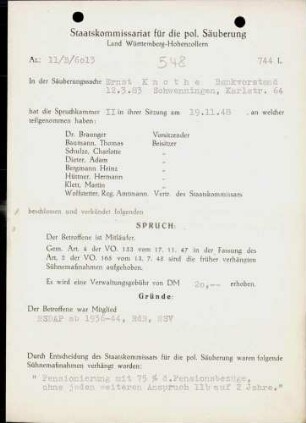 Staatskommissariat für die pol. Säuberung
Land Württemberg-Hohenzollern
Az.: 11/B/6013 548 744 I.
In der Säuberungssache Ernst Knothe Bankvorstand
12.5.83 Schwenningen, Karlstr. 64
hat die Spruchkammer II in ihrer Sitzung am 19.11.48 an welcher
teilgenommen haben:
Dr. Braunger Vorsitzender
Baumann, Thomas Beisitzer
Schulze, Charlotte "
Dieter, Adam "
Bergmann Heinz "
Hüttner, Hermann "
Klett, Martin "
Reg. Amtmann, Vertr. des Staatskommissars
beschlossen und verkündet folgenden
SPRUCH:
Der Betroffene ist Mitläufer.
Gem. Art. 4 der VO. 133 vom 17. 11. 47 in der Fassung des
Art. 2 der VO. 165 vom 13. 7. 48 sind die früher verhängten
Sühnemaßnahmen aufgehoben.
Es wird eine Verwaltungsgebühr von DM 20,-- erhoben.
Gründe:
Der Betroffene war Mitglied
NSDAP ab 1936-44, RdB, NSV
Durch Entscheidung des Staatskommissars für die pol. Säuberung waren folgende
Sühnemaßnahmen verhängt worden:
" Pensionierung mit 75 % d.Pensionsbezüge,
ohne jeden weiteren Anspruch 11b auf 2 Jahre."